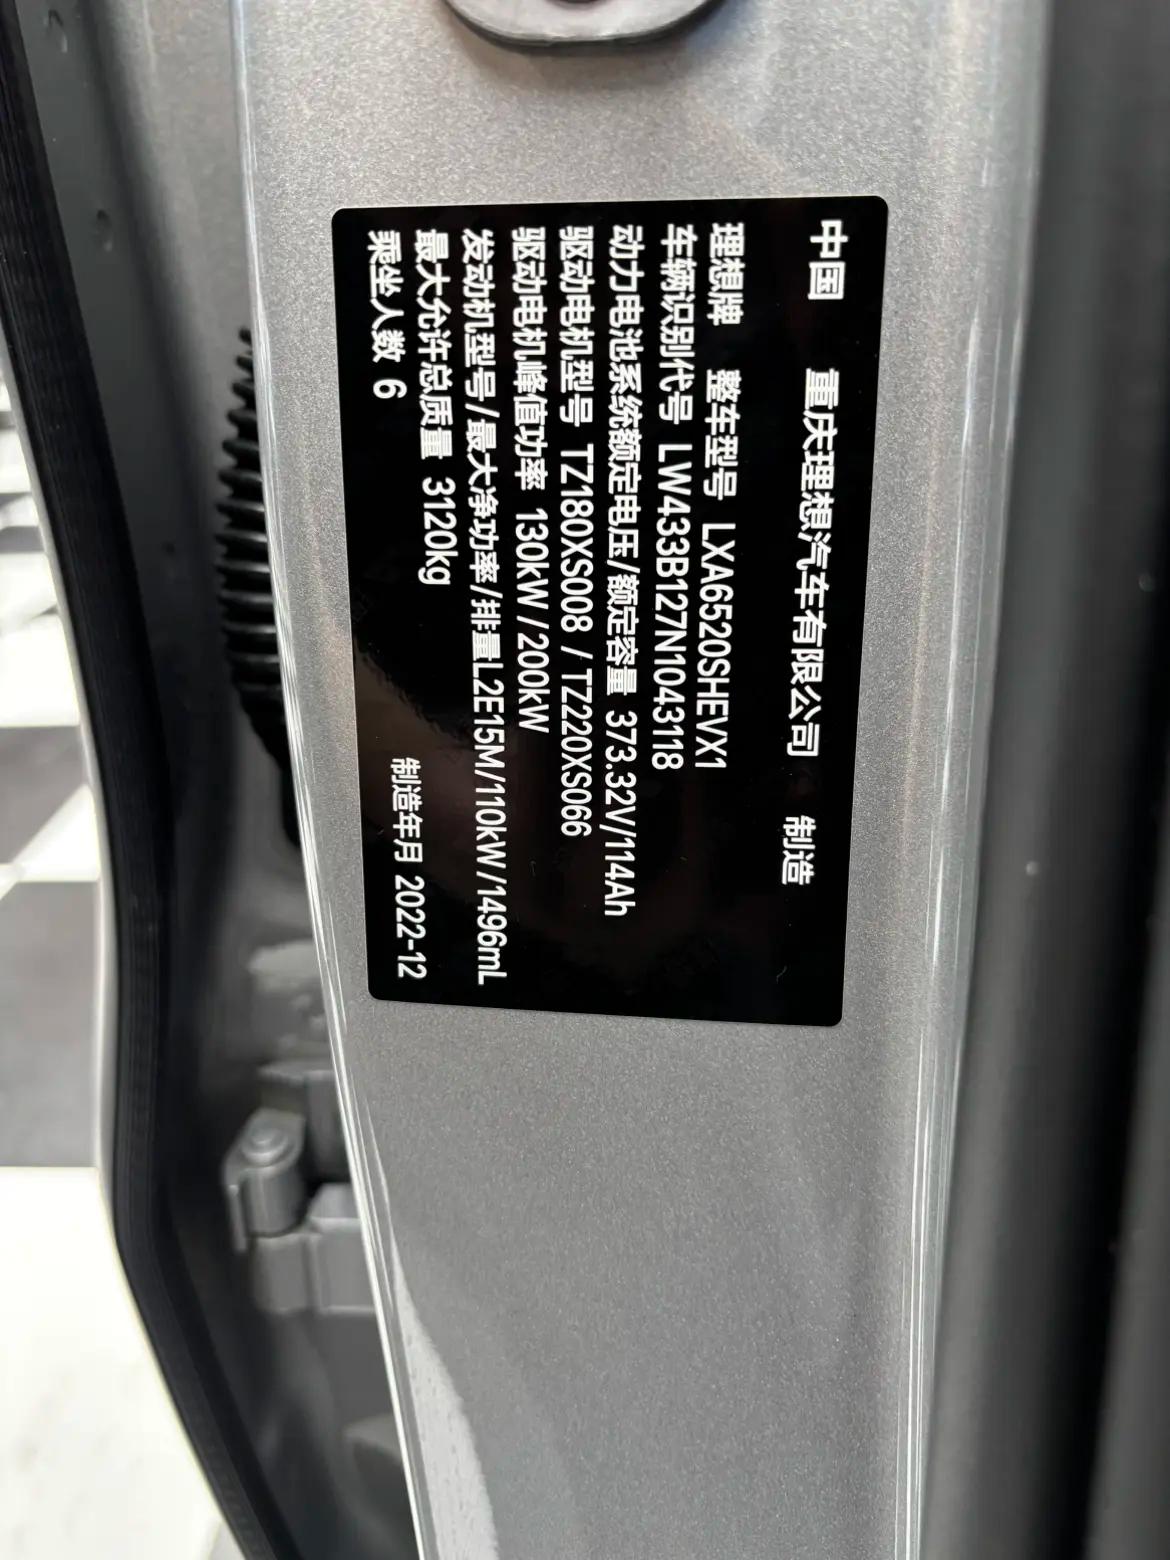 中国 重庆理想汽车有限公司 制造
理想牌 整车型号 LXA6520SHEVX1
车辆识别代号 LW433B127N1043118
动力电池系统额定电压/额定容量 373.32V/114Ah
驱动电机型号 TZ180XS008 / TZ220XS066
驱动电机峰值功率 130kW /200kW
发动机型号/最大净功率/排量L2E15M/110kW/1496mL
最大允许总质量 3120kg
乘坐人数 6 制造年月 2022-12